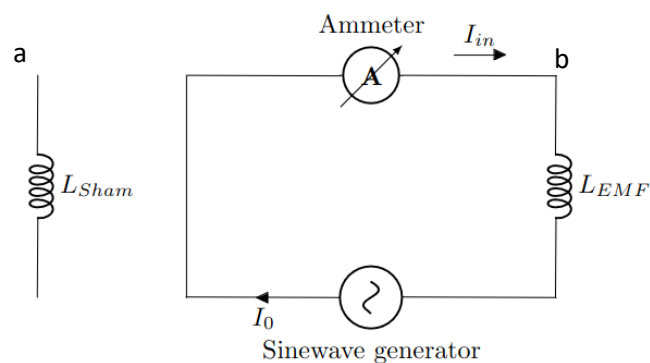 Ammeter
a
I_in
b
A
L_Sham
L_EMF
I_0
Sinewave generator